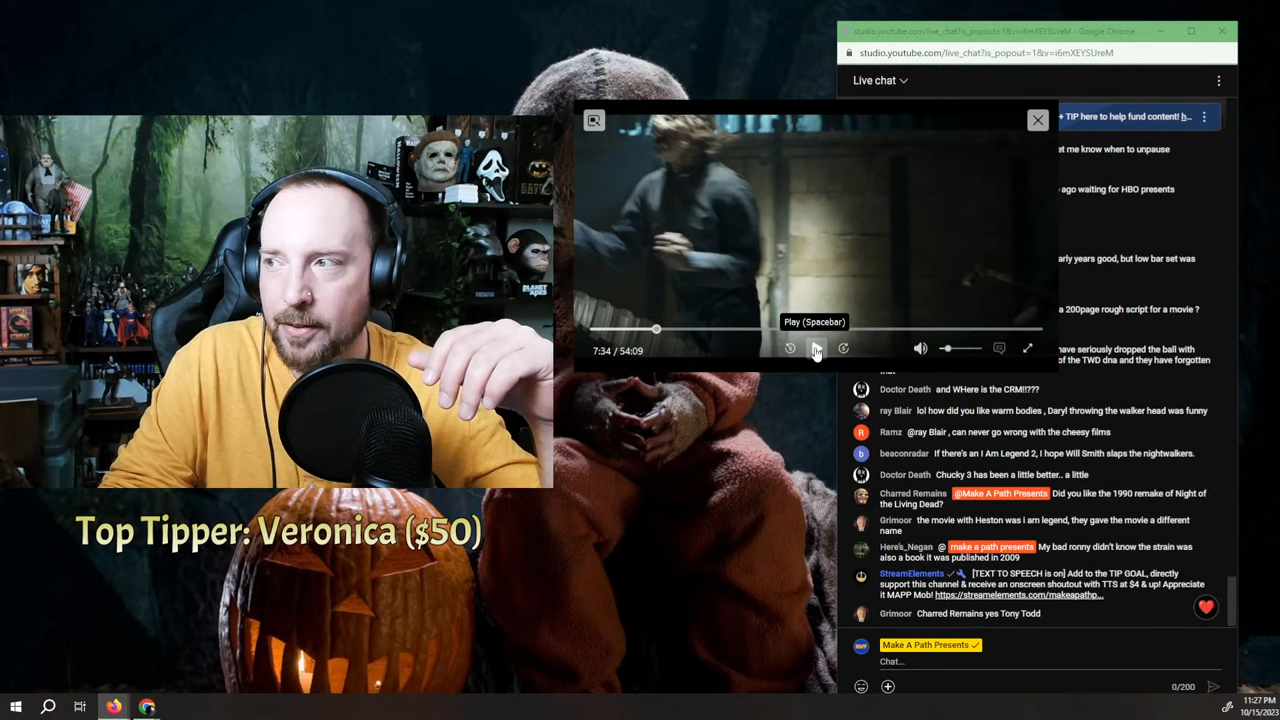 studio.youtube.com/live_chat?is_popout=1&v=i6mXEYSUreM - Google Chrome
studio.youtube.com/live_chat?is_popout=1&v=i6mXEYSUreM
Live chat
+ TIP here to help fund content! h...
et me know when to unpause
ago waiting for HBO presents
arly years good, but low bar set was
a 200page rough script for a movie ?
have seriously dropped the ball with
of the TWD dna and they have forgotten
that
Doctor Death and WHere is the CRM!!???
ray Blair lol how did you like warm bodies , Daryl throwing the walker head was funny
Ramz @ray Blair , can never go wrong with the cheesy films
beaconradar If there's an I Am Legend 2, I hope Will Smith slaps the nightwalkers.
Doctor Death Chucky 3 has been a little better.. a little
Charred Remains @Make A Path Presents Did you like the 1990 remake of Night of
the Living Dead?
Grimoor the movie with Heston was i am legend, they gave the movie a different
name
Here's_Negan @ make a path presents My bad ronny didn't know the strain was
also a book it was published in 2009
StreamElements [TEXT TO SPEECH is on] Add to the TIP GOAL, directly
support this channel & receive an onscreen shoutout with TTS at $4 & up! Appreciate
it MAPP Mob! https://streamelements.com/makeapathp...
Grimoor Charred Remains yes Tony Todd
Make A Path Presents
Chat...
0/200
Play (Spacebar)
7:34 / 54:09
HALLOWEEN
PREDATOR
PLANET
APES
Top Tipper: Veronica ($50)
11:27 PM
10/15/2023